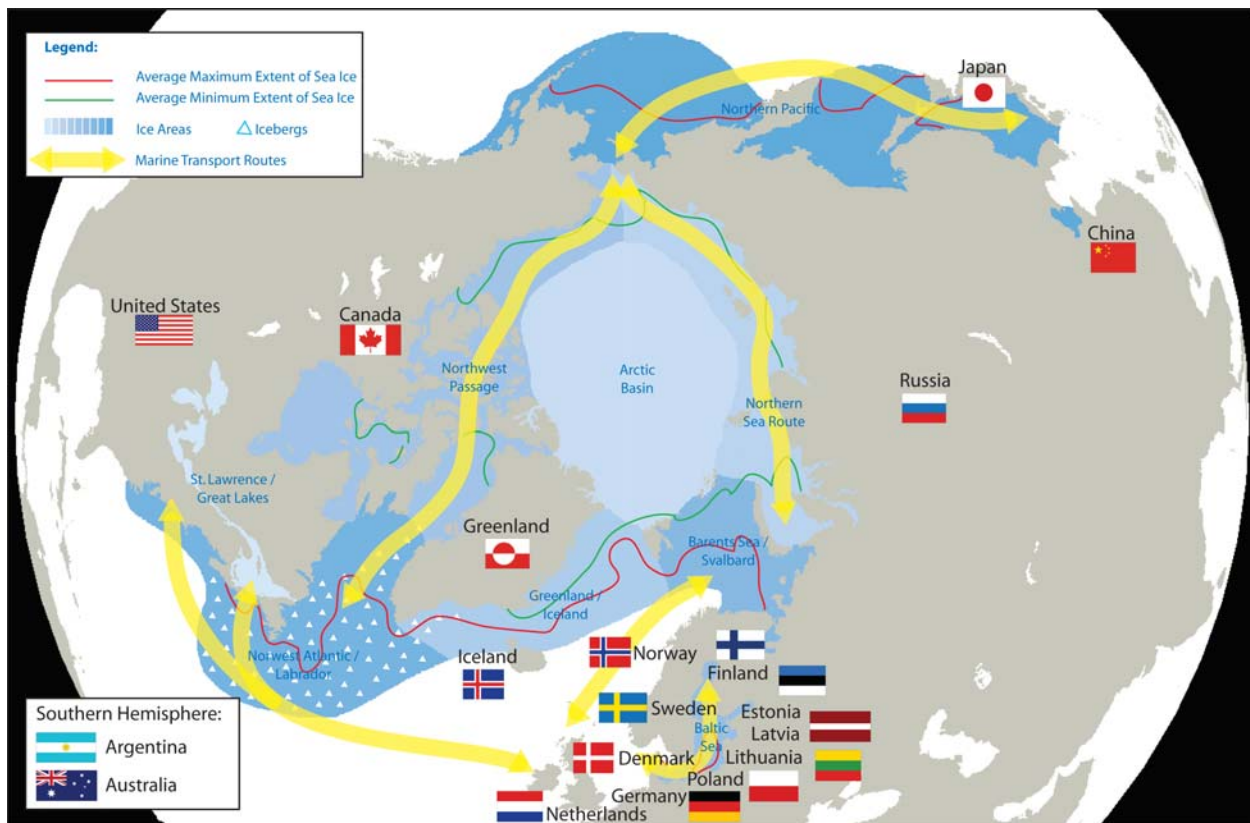 Legend:
Average Maximum Extent of Sea Ice
Average Minimum Extent of Sea Ice
Ice Areas
Icebergs
Marine Transport Routes
Japan
Northern Pacific
China
United States
Canada
Northwest
Passage
Arctic
Basin
Russia
Northern
Sea Route
St. Lawrence /
Great Lakes
Greenland
Barents Sea /
Svalbard
Greenland /
Iceland
Norwest Atlantic /
Labrador
Iceland
Norway
Finland
Sweden
Estonia
Baltic
Sea
Latvia
Denmark
Lithuania
Poland
Germany
Netherlands
Southern Hemisphere:
Argentina
Australia